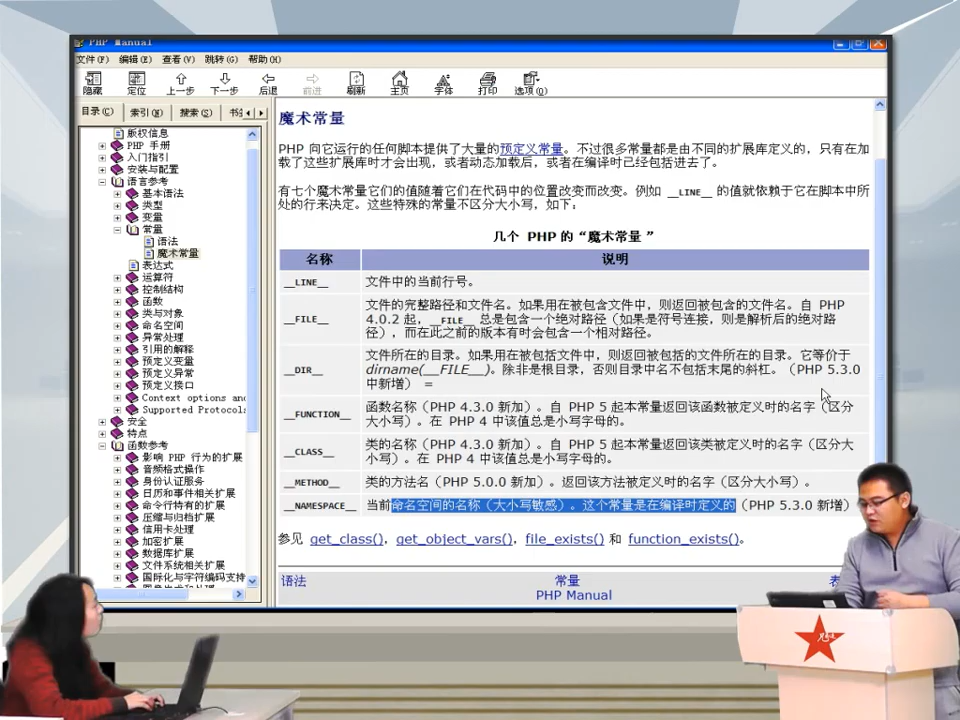 PHP Manual
文件(F) 编辑(E) 查看(V) 跳转(G) 帮助(H)
隐藏 定位 上一步 下一步 后退 前进 刷新 主页 字体 打印 选项(O)
目录(C) 索引(N) 搜索(S)
版权信息
PHP 手册
入门指引
安装与配置
语言参考
基本语法
类型
变量
常量
语法
魔术常量
表达式
运算符
控制结构
函数
类与对象
命名空间
异常处理
引用的解释
预定义变量
预定义异常
预定义接口
Context options an
Supported Protocol
安全
特点
函数参考
影响 PHP 行为的扩展
音频格式操作
身份认证服务
日历和事件相关扩展
命令行特有的扩展
压缩与归档扩展
信用卡处理
加密扩展
数据库扩展
文件系统相关扩展
国际化与字符编码支持
魔术常量
PHP 向它运行的任何脚本提供了大量的预定义常量。不过很多常量都是由不同的扩展库定义的，只有在加
载了这些扩展库时才会出现，或者动态加载后，或者在编译时已经包括进去了。
有七个魔术常量它们的值随着它们在代码中的位置改变而改变。例如 __LINE__ 的值就依赖于它在脚本中所
处的行来决定。这些特殊的常量不区分大小写，如下：
几个 PHP 的“魔术常量 ”
名称 说明
__LINE__ 文件中的当前行号。
__FILE__ 文件的完整路径和文件名。如果用在被包含文件中，则返回被包含的文件名。自 PHP
4.0.2 起，__FILE__ 总是包含一个绝对路径（如果是符号连接，则是解析后的绝对路
径），而在此之前的版本有时会包含一个相对路径。
__DIR__ 文件所在的目录。如果用在被包括文件中，则返回被包括的文件所在的目录。它等价于
dirname(__FILE__)。除非是根目录，否则目录中名不包括末尾的斜杠。（PHP 5.3.0
中新增） =
__FUNCTION__ 函数名称（PHP 4.3.0 新加）。自 PHP 5 起本常量返回该函数被定义时的名字（区分
大小写）。在 PHP 4 中该值总是小写字母的。
__CLASS__ 类的名称（PHP 4.3.0 新加）。自 PHP 5 起本常量返回该类被定义时的名字（区分大
小写）。在 PHP 4 中该值总是小写字母的。
__METHOD__ 类的方法名（PHP 5.0.0 新加）。返回该方法被定义时的名字（区分大小写）。
__NAMESPACE__ 当前命名空间的名称（大小写敏感）。这个常量是在编译时定义的（PHP 5.3.0 新增）
参见 get_class()，get_object_vars()，file_exists() 和 function_exists()。
语法 常量
PHP Manual